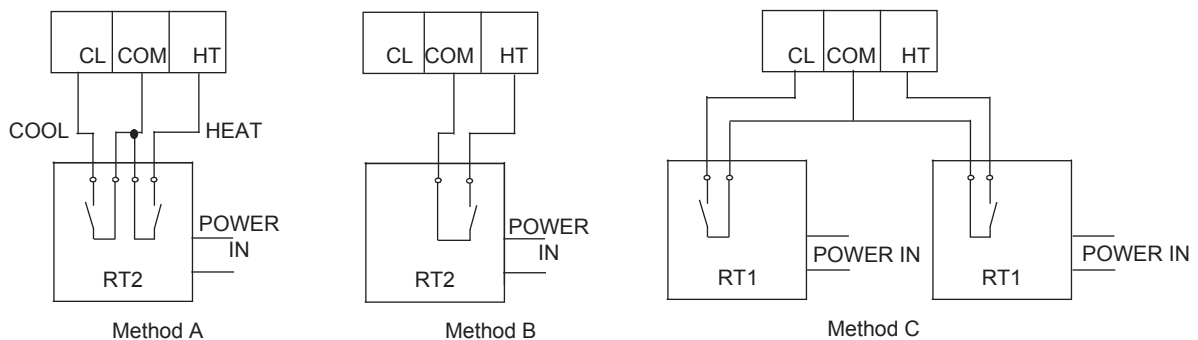 CL COM HT
COOL
HEAT
POWER
IN
RT2
Method A
CL COM HT
POWER
IN
RT2
Method B
CL COM HT
POWER IN
RT1
POWER IN
RT1
Method C